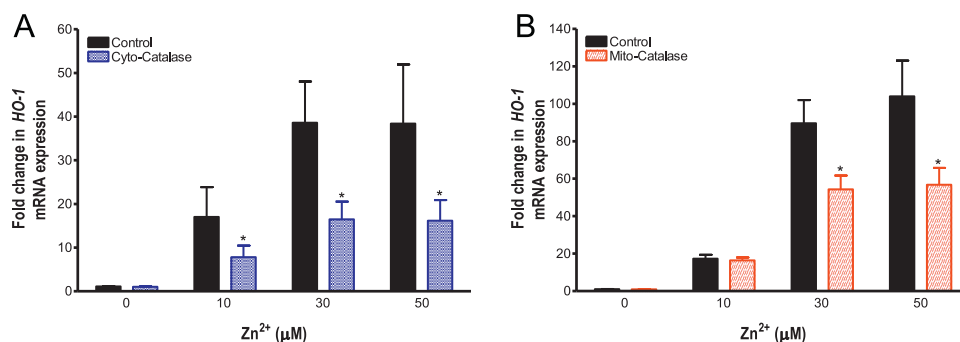 A
Control
Cyto-Catalase
Fold change in HO-1
mRNA expression
60
50
40
30
20
10
0
*
*
*
0 10 30 50
Zn²⁺ (μM)
B
Control
Mito-Catalase
Fold change in HO-1
mRNA expression
140
120
100
80
60
40
20
0
*
*
0 10 30 50
Zn²⁺ (μM)